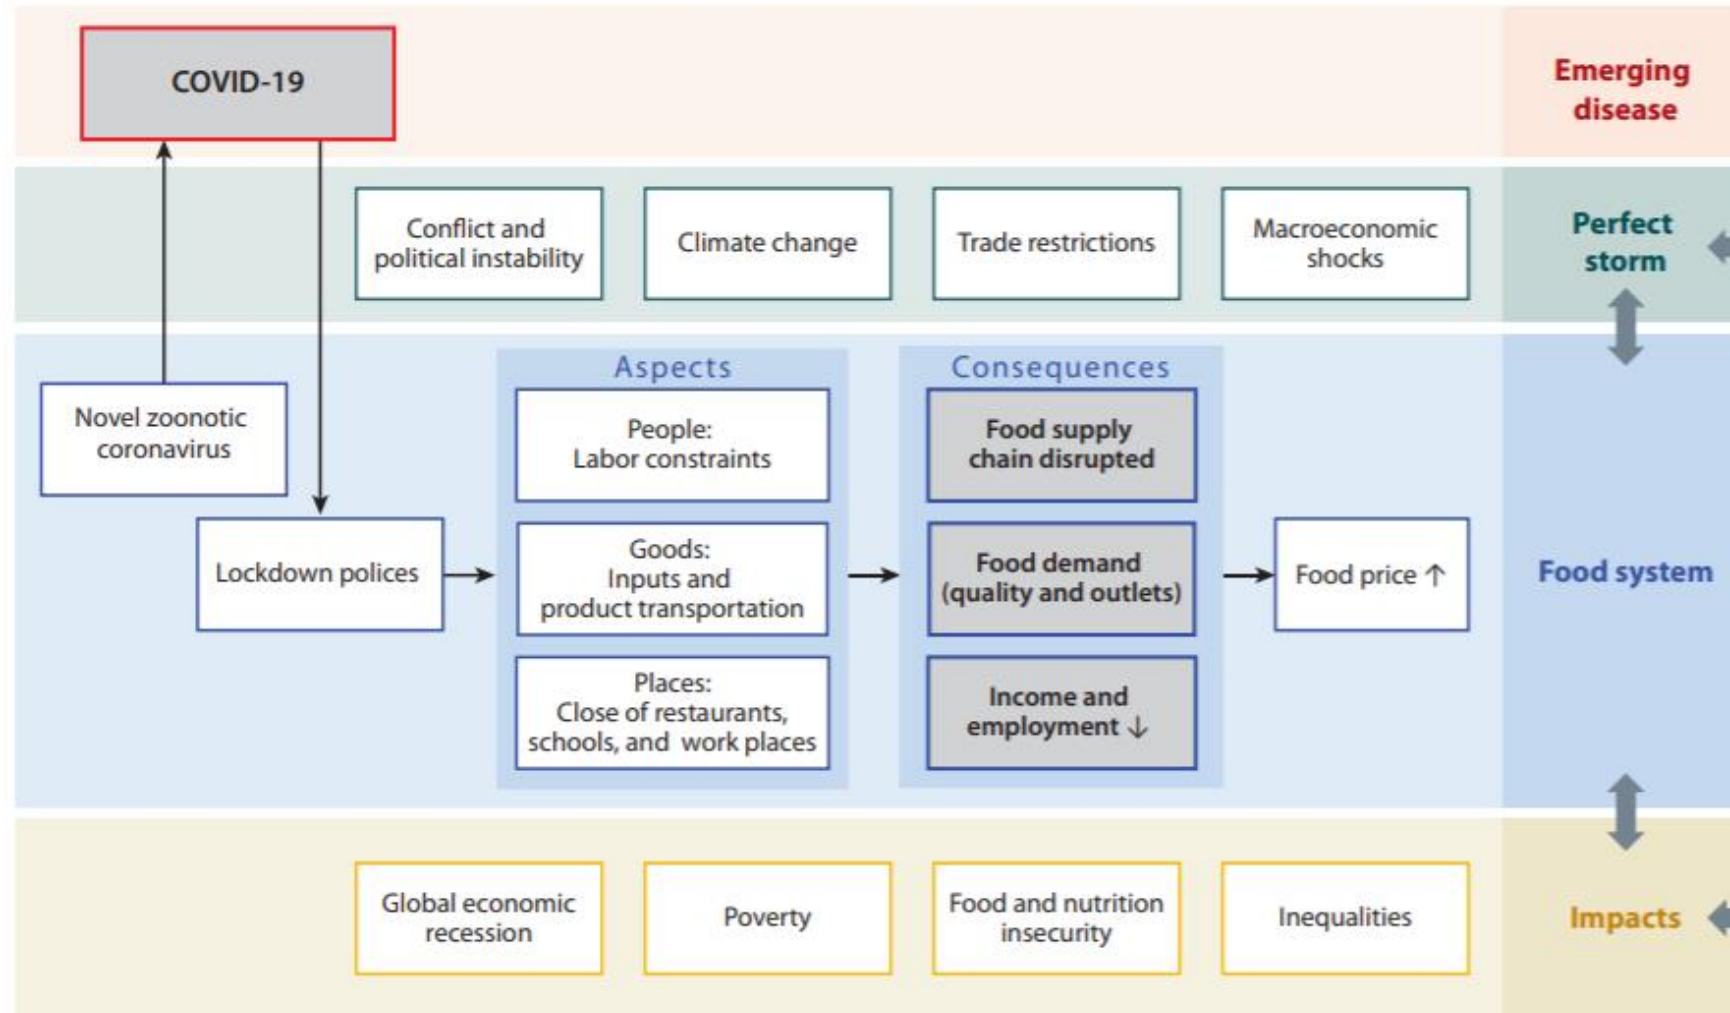 COVID-19
Emerging
disease
Conflict and
political instability
Climate change
Trade restrictions
Macroeconomic
shocks
Perfect
storm
Novel zoonotic
coronavirus
Lockdown polices
Aspects
People:
Labor constraints
Goods:
Inputs and
product transportation
Places:
Close of restaurants,
schools, and work places
Consequences
Food supply
chain disrupted
Food demand
(quality and outlets)
Income and
employment ↓
Food price ↑
Food system
Global economic
recession
Poverty
Food and nutrition
insecurity
Inequalities
Impacts